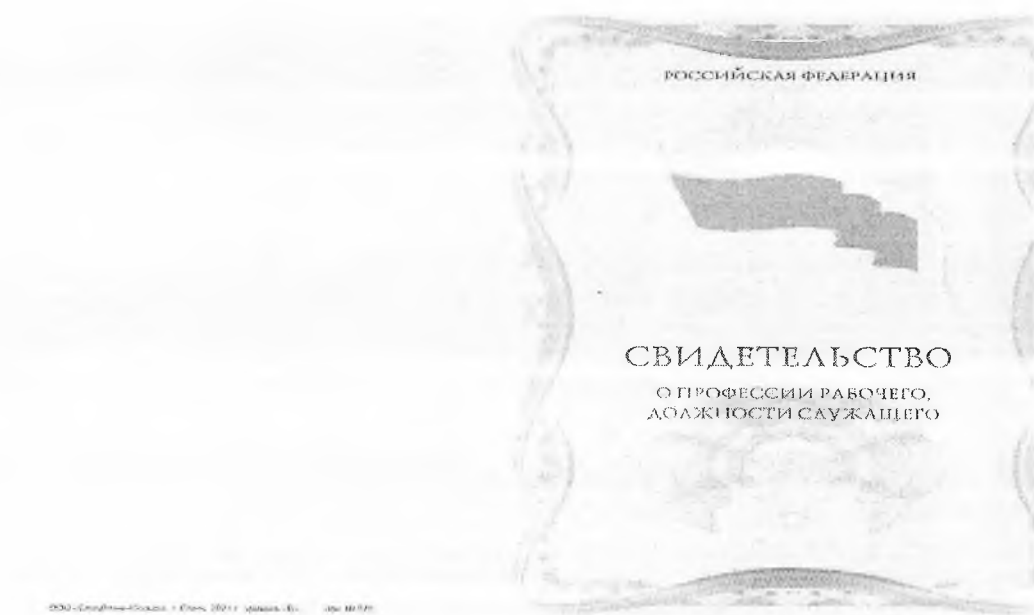 РОССИЙСКАЯ ФЕДЕРАЦИЯ
СВИДЕТЕЛЬСТВО
О ПРОФЕССИИ РАБОЧЕГО,
ДОЛЖНОСТИ СЛУЖАЩЕГО